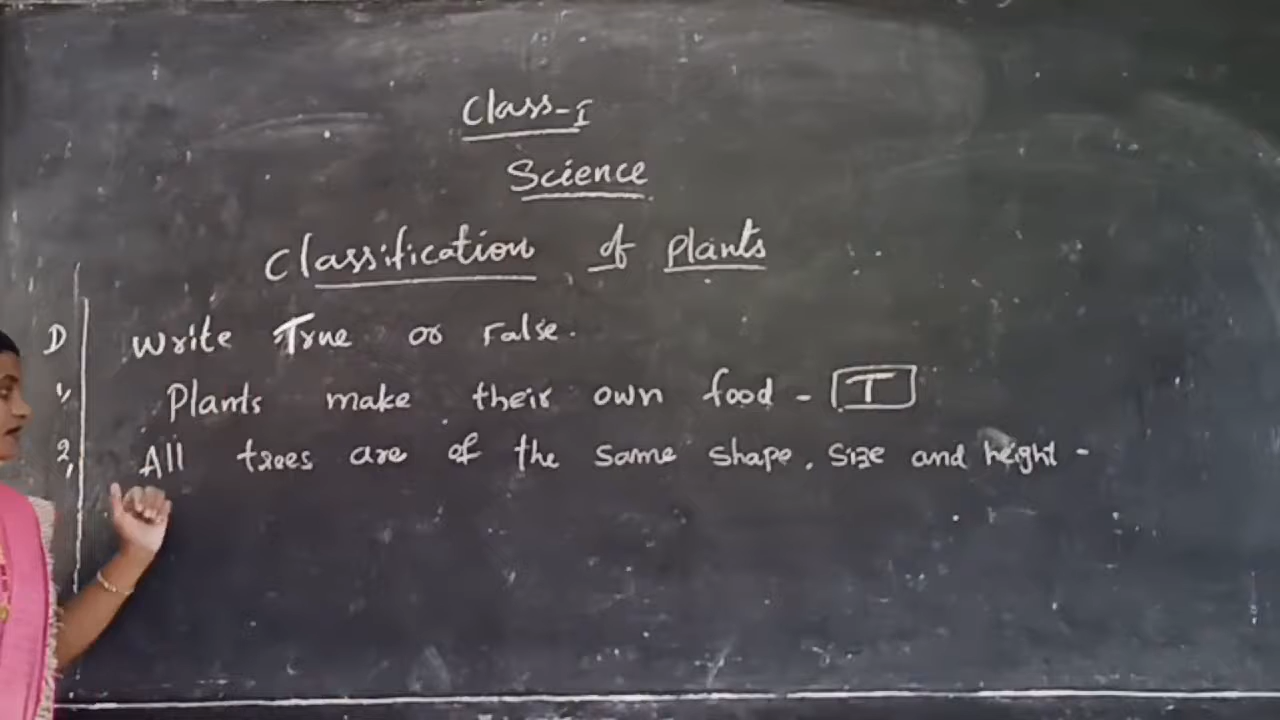 Class-I
Science
Classification of Plants
D Write True or False.
1, Plants make their own food - T
2, All trees are of the same shape, size and height -